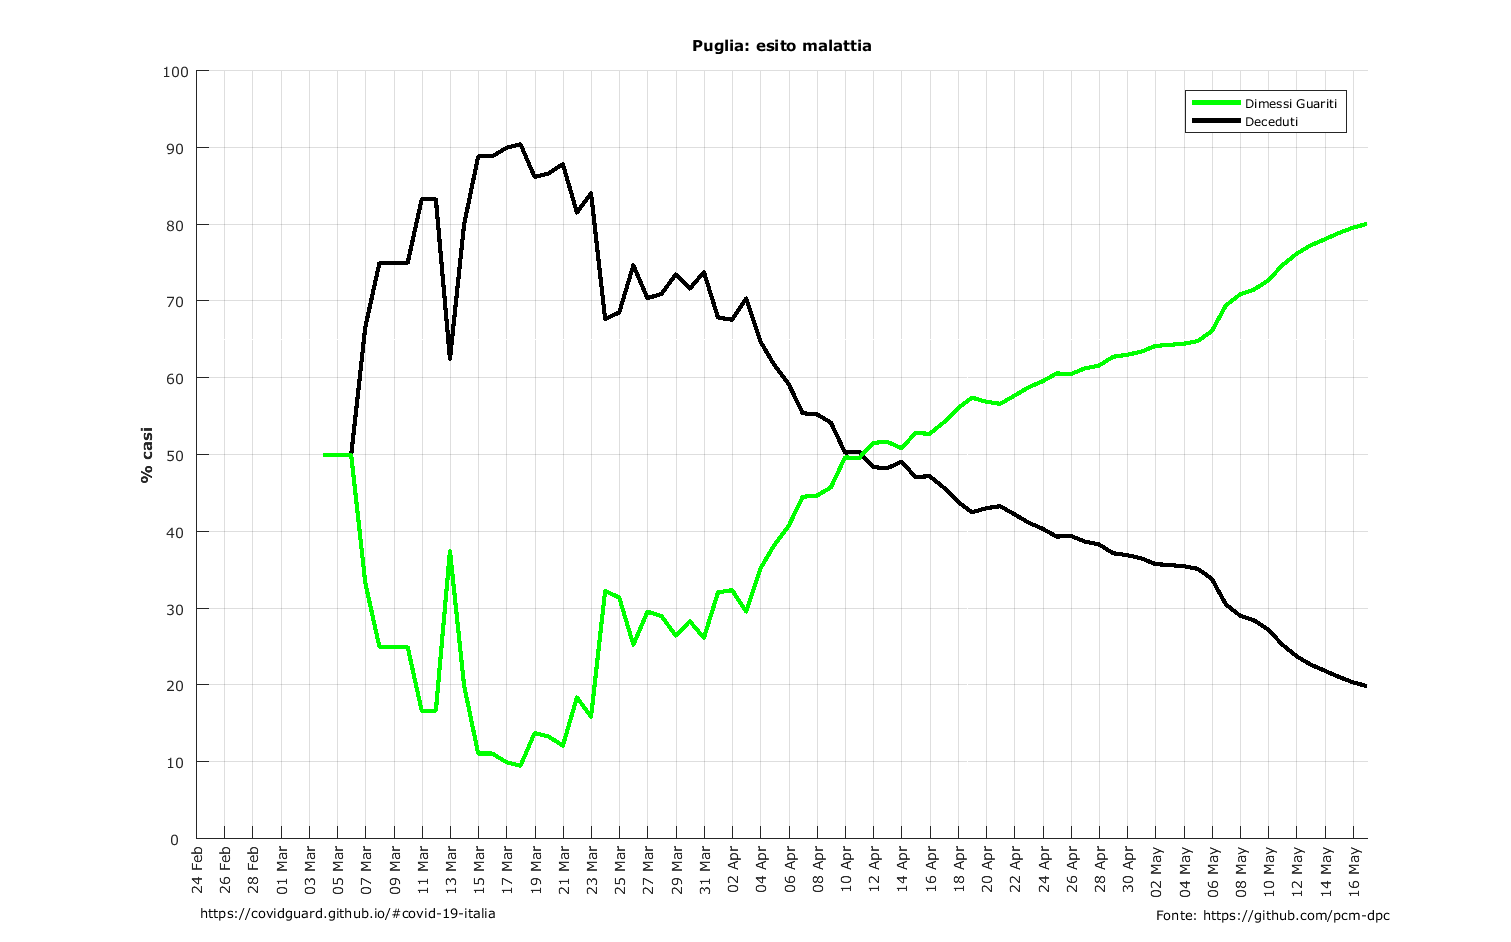 Puglia: esito malattia
Dimessi Guariti
Deceduti
% casi
100
90
80
70
60
50
40
30
20
10
0
24 Feb
26 Feb
28 Feb
01 Mar
03 Mar
05 Mar
07 Mar
09 Mar
11 Mar
13 Mar
15 Mar
17 Mar
19 Mar
21 Mar
23 Mar
25 Mar
27 Mar
29 Mar
31 Mar
02 Apr
04 Apr
06 Apr
08 Apr
10 Apr
12 Apr
14 Apr
16 Apr
18 Apr
20 Apr
22 Apr
24 Apr
26 Apr
28 Apr
30 Apr
02 May
04 May
06 May
08 May
10 May
12 May
14 May
16 May
https://covidguard.github.io/#covid-19-italia
Fonte: https://github.com/pcm-dpc